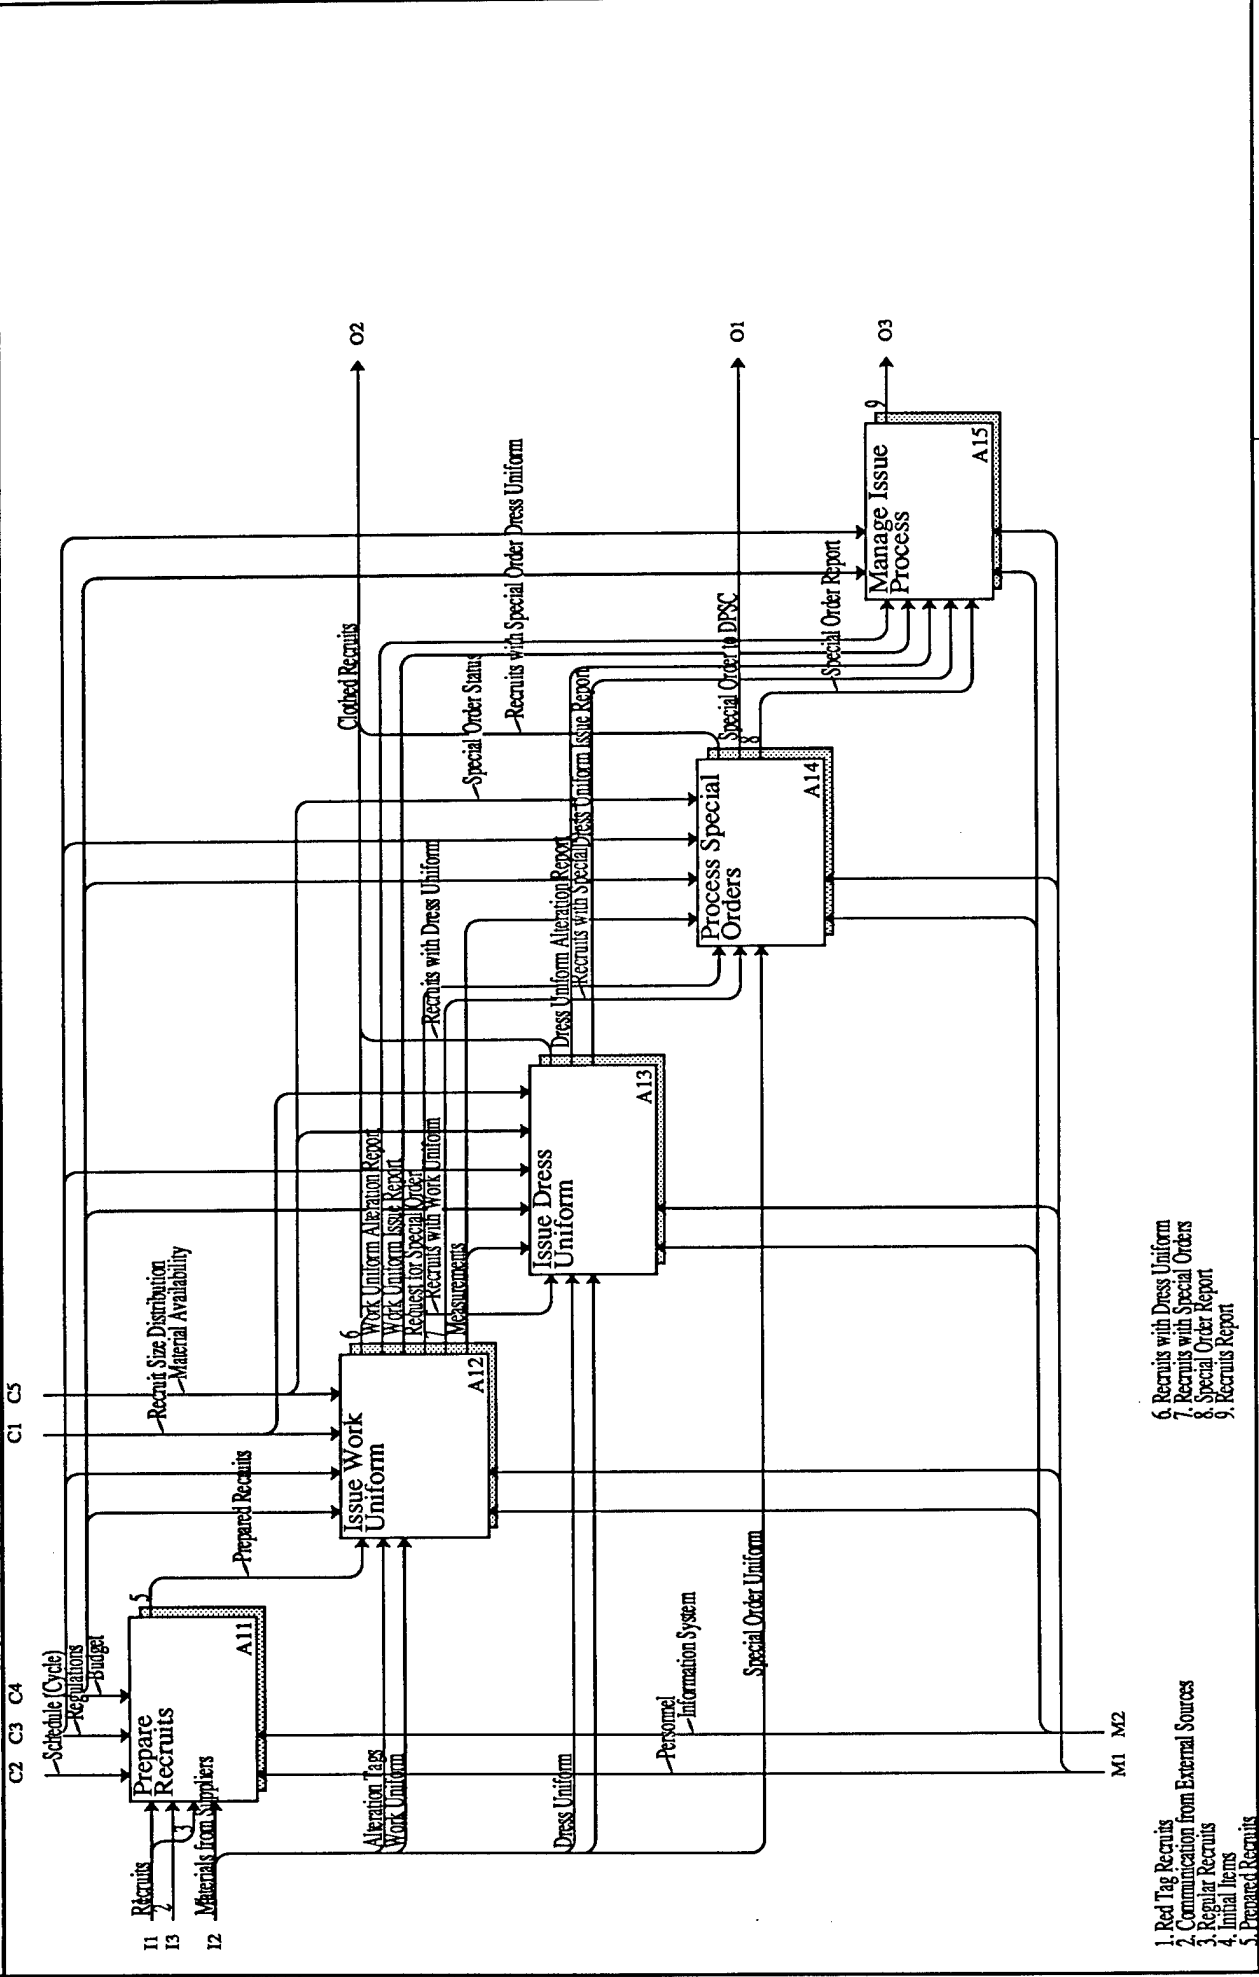 C2
C3
C4
C1
C5
Schedule (Cycle)
Regulations
Budget
Recruit Size Distribution
Material Availability
I1
I3
I2
Recruits
2
3
Materials from Suppliers
Prepare
Recruits
A11
5
Prepared Recruits
Alteration Tags
Work Uniform
Issue Work
Uniform
A12
6
Work Uniform Alteration Report
Work Uniform Issue Report
Request for Special Order
7
Recruits with Work Uniform
Measurements
Dress Uniform
Issue Dress
Uniform
A13
Recruits with Dress Uniform
Dress Uniform Alteration Report
Recruits with Special
Dress Uniform Issue Report
Clothed Recruits
Special Order Status
Recruits with Special Order Dress Uniform
Special Order Uniform
Process Special
Orders
A14
Special Order to DPSC
8
Special Order Report
Manage Issue
Process
A15
9
O2
O1
O3
Personnel
Information System
M1
M2
1. Red Tag Recruits
2. Communication from External Sources
3. Regular Recruits
4. Initial Items
5. Prepared Recruits
6. Recruits with Dress Uniform
7. Recruits with Special Orders
8. Special Order Report
9. Recruits Report